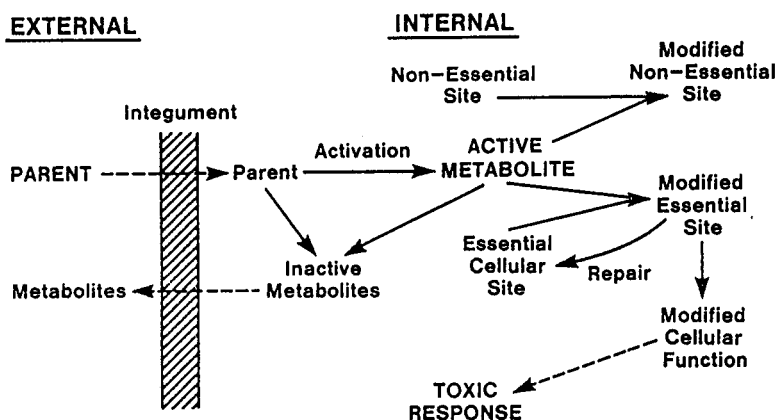 EXTERNAL
INTERNAL
Integument
PARENT
Parent
Activation
ACTIVE
METABOLITE
Non-Essential
Site
Modified
Non-Essential
Site
Modified
Essential
Site
Essential
Cellular
Site
Repair
Inactive
Metabolites
Metabolites
Modified
Cellular
Function
TOXIC
RESPONSE